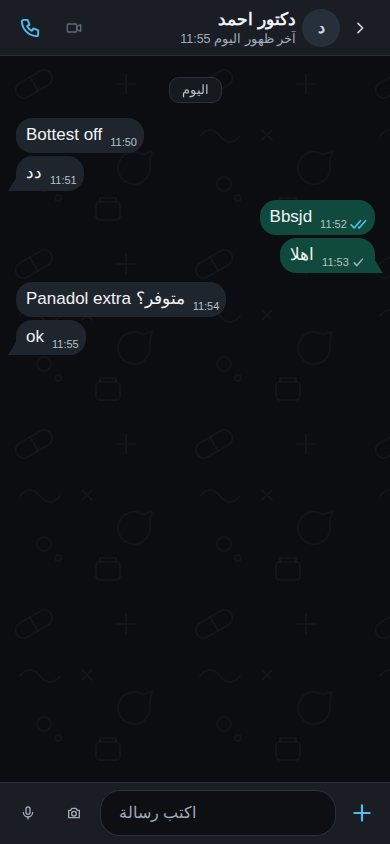 دكتور احمد
آخر ظهور اليوم 11:55
د
اليوم
Bottest off 11:50
دد 11:51
Bbsjd 11:52
اهلا 11:53
Panadol extra متوفر؟ 11:54
ok 11:55
اكتب رسالة